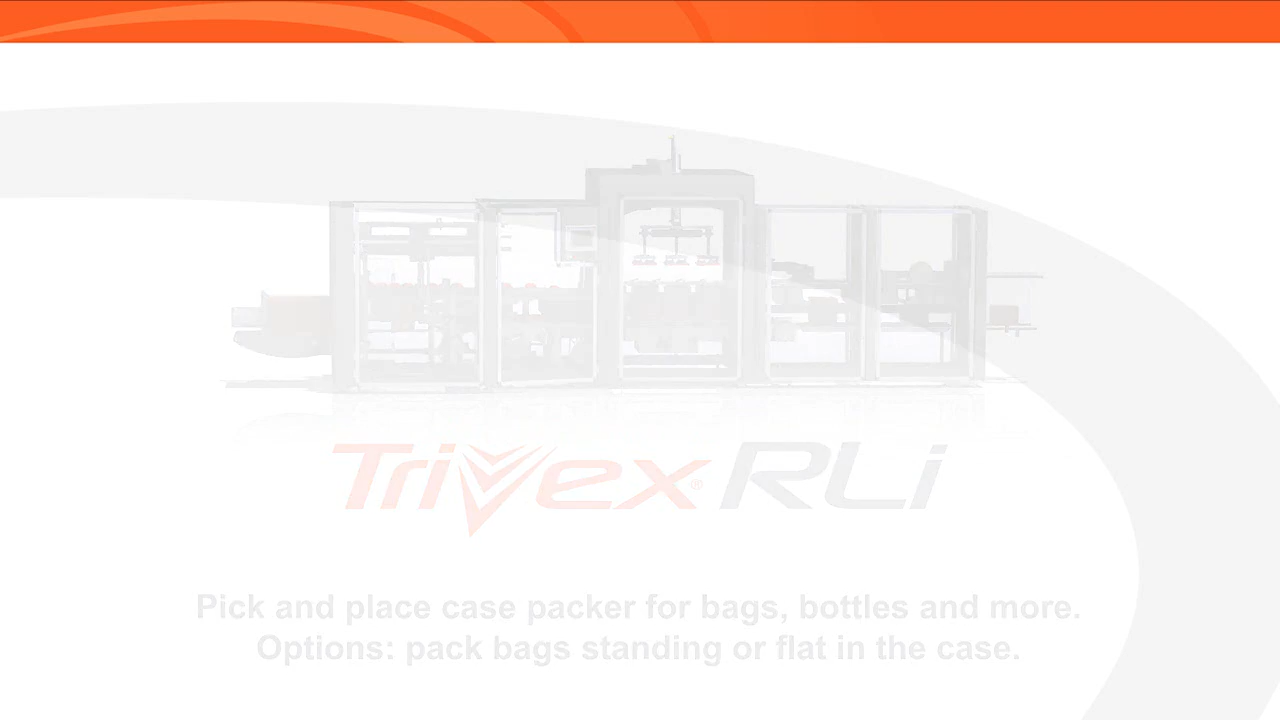 TriVex® RLi
Pick and place case packer for bags, bottles and more.
Options: pack bags standing or flat in the case.